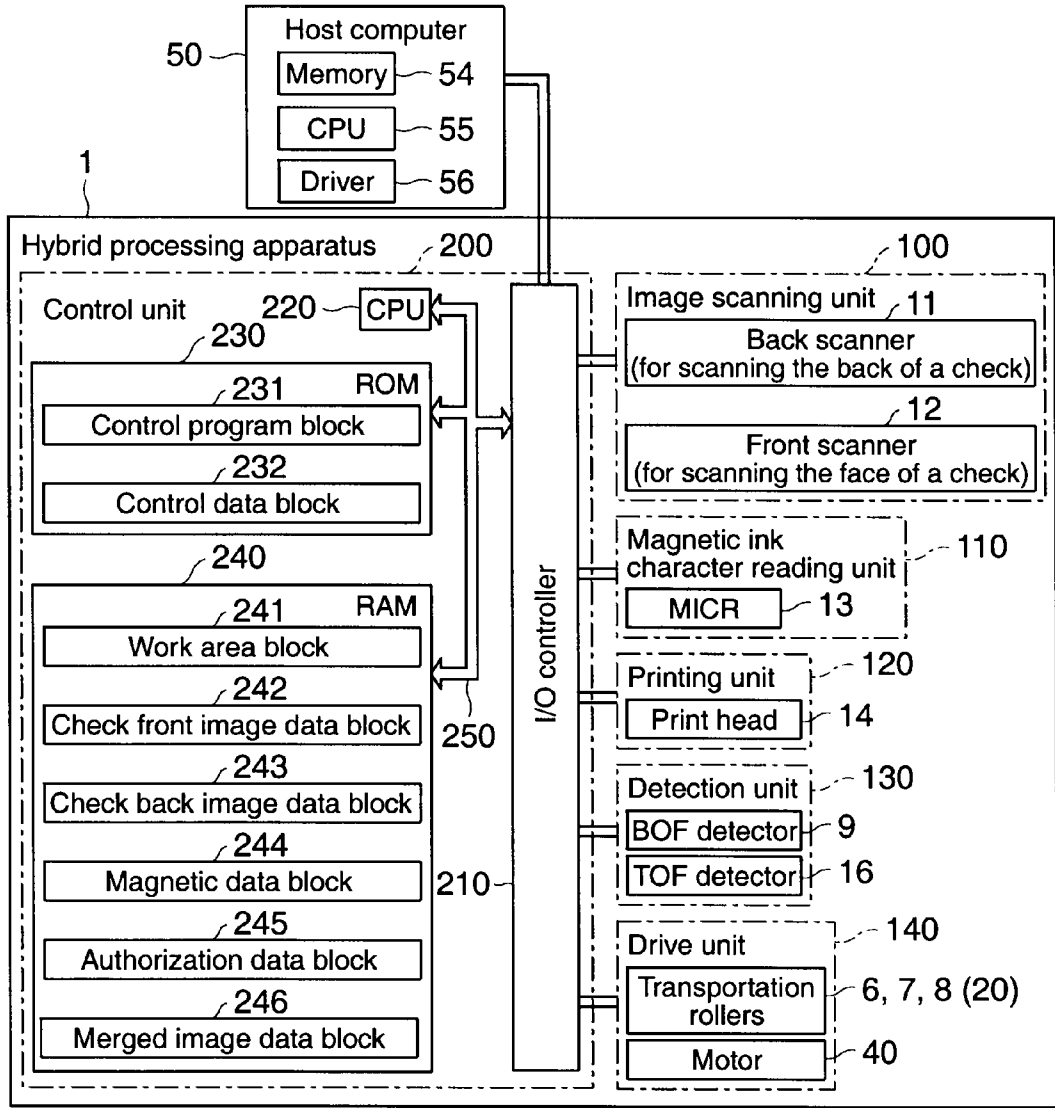 Host computer
50
Memory
54
CPU
55
Driver
56
1
Hybrid processing apparatus
200
Control unit
220
CPU
230
ROM
231
Control program block
232
Control data block
240
RAM
241
Work area block
242
Check front image data block
243
Check back image data block
244
Magnetic data block
245
Authorization data block
246
Merged image data block
250
210
I/O controller
100
Image scanning unit
11
Back scanner
(for scanning the back of a check)
12
Front scanner
(for scanning the face of a check)
Magnetic ink
character reading unit
110
MICR
13
120
Printing unit
Print head
14
130
Detection unit
BOF detector
9
TOF detector
16
140
Drive unit
Transportation
rollers
6, 7, 8 (20)
Motor
40